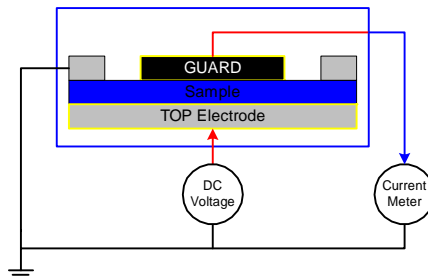 GUARD
Sample
TOP Electrode
DC
Voltage
Current
Meter